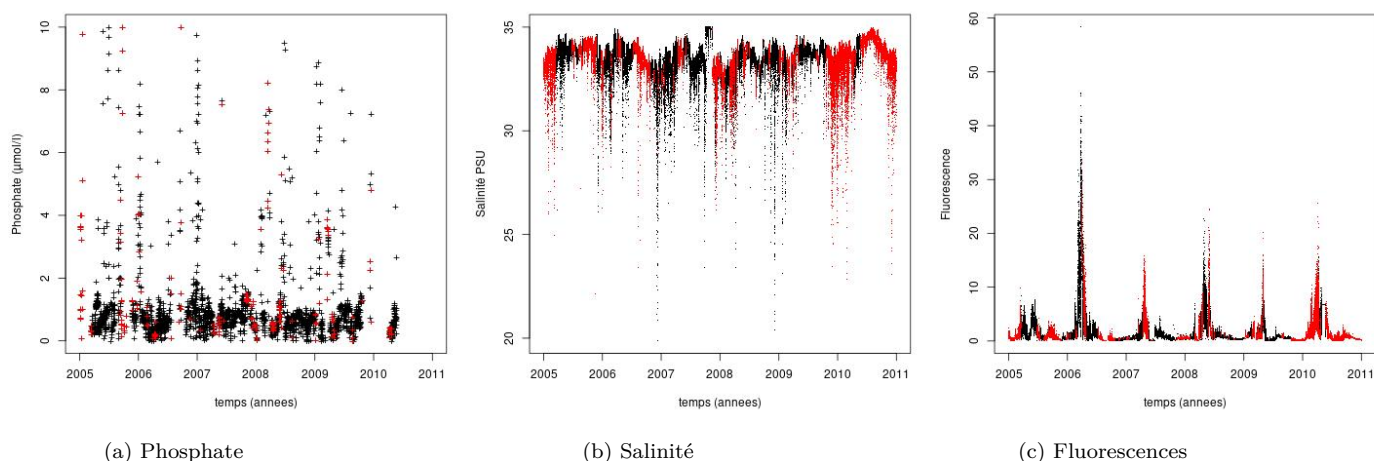 Phosphate (µmol/l)
10
8
6
4
2
0
2005 2006 2007 2008 2009 2010 2011
temps (annees)
(a) Phosphate
Salinité PSU
35
30
25
20
2005 2006 2007 2008 2009 2010 2011
temps (annees)
(b) Salinité
Fluorescence
60
50
40
30
20
10
0
2005 2006 2007 2008 2009 2010 2011
temps (annees)
(c) Fluorescences